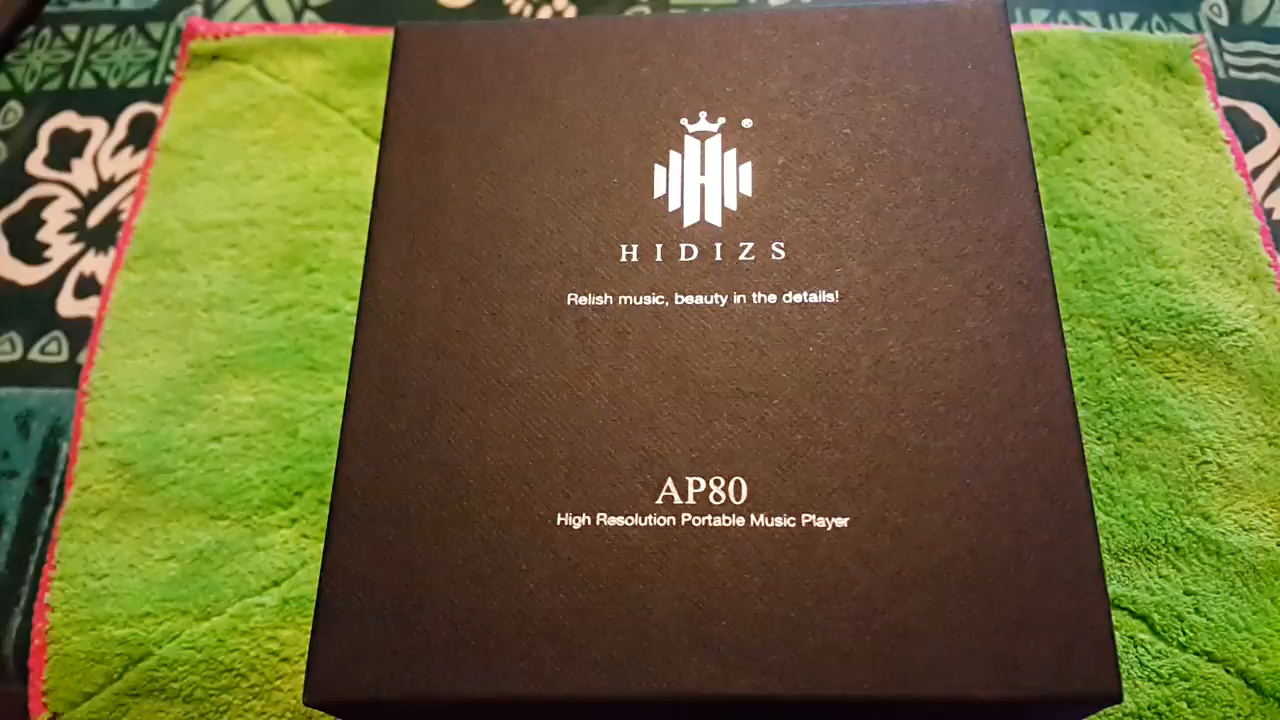 ®
HIDIZS
Relish music, beauty in the details!
AP80
High Resolution Portable Music Player